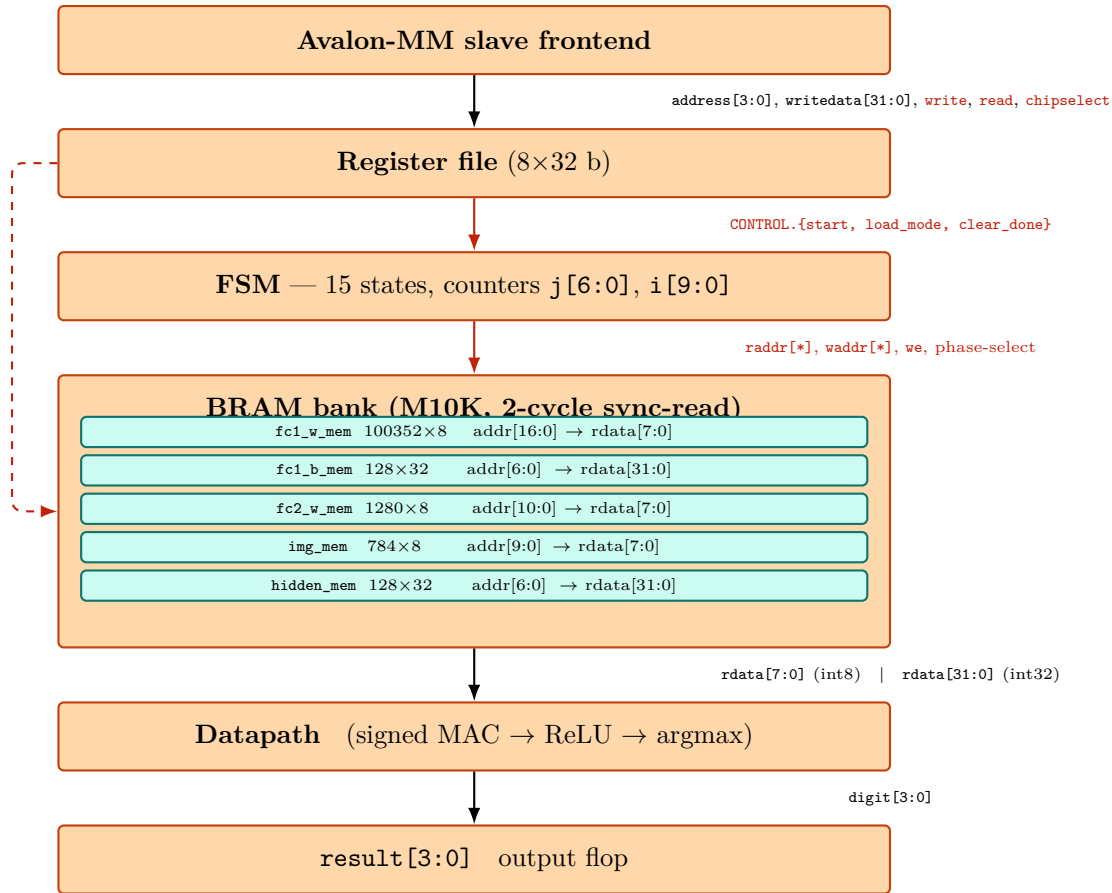 Avalon-MM slave frontend
address[3:0], writedata[31:0], write, read, chipselect
Register file (8×32 b)
CONTROL.{start, load_mode, clear_done}
FSM — 15 states, counters j[6:0], i[9:0]
raddr[*], waddr[*], we, phase-select
BRAM bank (M10K, 2-cycle sync-read)
fc1_w_mem 100352×8 addr[16:0] → rdata[7:0]
fc1_b_mem 128×32 addr[6:0] → rdata[31:0]
fc2_w_mem 1280×8 addr[10:0] → rdata[7:0]
img_mem 784×8 addr[9:0] → rdata[7:0]
hidden_mem 128×32 addr[6:0] → rdata[31:0]
rdata[7:0] (int8) | rdata[31:0] (int32)
Datapath (signed MAC → ReLU → argmax)
digit[3:0]
result[3:0] output flop